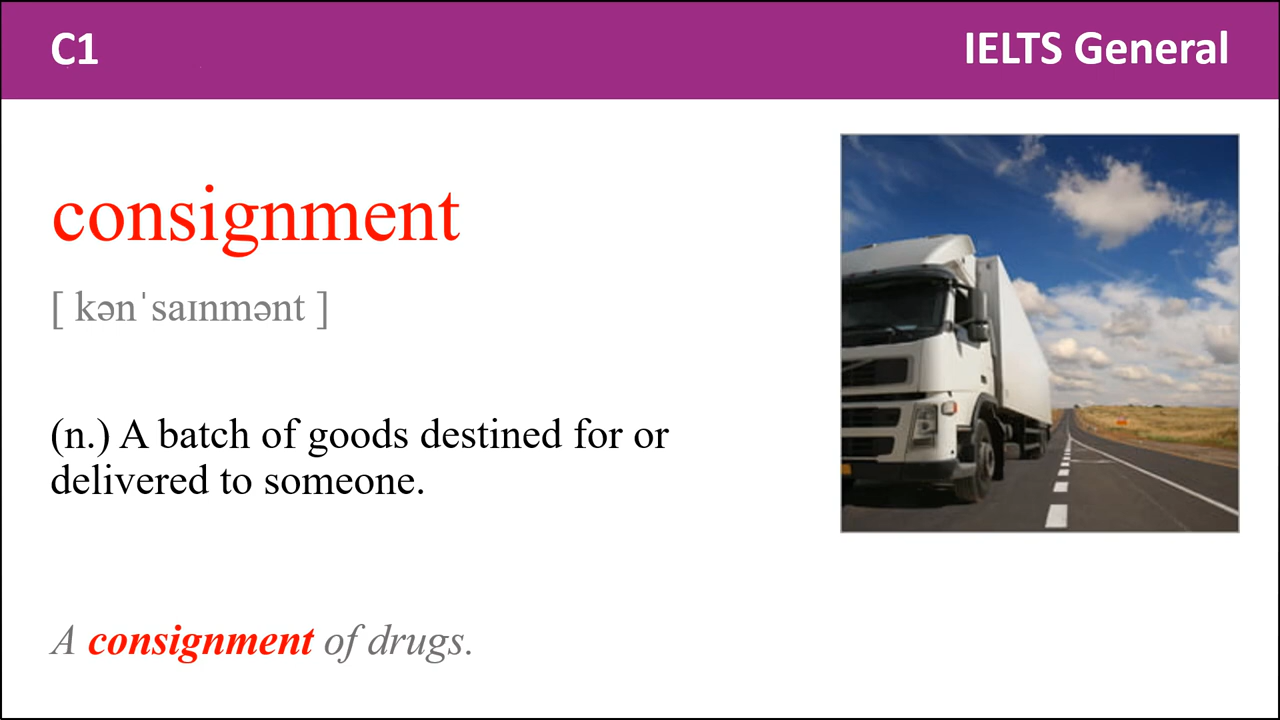 C1
IELTS General
consignment
[ kənˈsaɪnmənt ]
(n.) A batch of goods destined for or
delivered to someone.
A consignment of drugs.